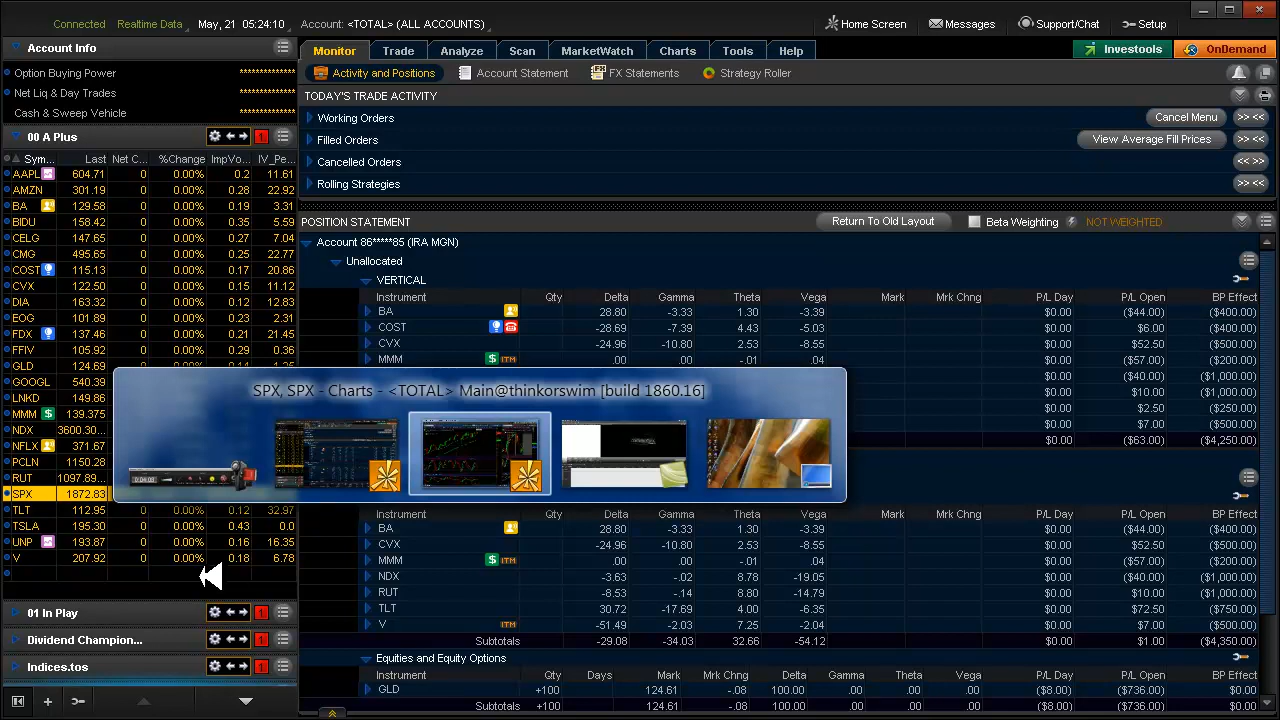 Connected Realtime Data May, 21 05:24:10 Account: <TOTAL> (ALL ACCOUNTS) Home Screen Messages Support/Chat Setup
Account Info
Option Buying Power *************
Net Liq & Day Trades *************
Cash & Sweep Vehicle *************
00 A Plus 1
Sym... Last Net C... %Change ImpVo... IV_Pe...
AAPL 604.71 0 0.00% 0.2 11.61
AMZN 301.19 0 0.00% 0.28 22.92
BA 129.58 0 0.00% 0.19 3.31
BIDU 158.42 0 0.00% 0.35 5.59
CELG 147.65 0 0.00% 0.27 7.04
CMG 495.65 0 0.00% 0.25 22.77
COST 115.13 0 0.00% 0.17 20.86
CVX 122.50 0 0.00% 0.15 11.12
DIA 163.32 0 0.00% 0.12 12.83
EOG 101.89 0 0.00% 0.23 2.31
FDX 137.46 0 0.00% 0.21 21.45
FFIV 105.92 0 0.00% 0.29 0.36
GLD 124.69 0 0.00%
GOOGL 540.39
LNKD 149.86
MMM 139.375
NDX 3600.30...
NFLX 371.67
PCLN 1150.28
RUT 1097.89...
SPX 1872.83
TLT 112.95 0 0.00% 0.12 32.97
TSLA 195.30 0 0.00% 0.43 0.0
UNP 193.87 0 0.00% 0.16 16.35
V 207.92 0 0.00% 0.18 6.78
01 In Play 1
Dividend Champion... 1
Indices.tos 1
Monitor Trade Analyze Scan MarketWatch Charts Tools Help Investools OnDemand
Activity and Positions Account Statement FX Statements Strategy Roller
TODAY'S TRADE ACTIVITY
Working Orders Cancel Menu >> <<
Filled Orders View Average Fill Prices >> <<
Cancelled Orders << >>
Rolling Strategies >> <<
POSITION STATEMENT Return To Old Layout Beta Weighting NOT WEIGHTED
Account 86*****85 (IRA MGN)
Unallocated
VERTICAL
Instrument Qty Delta Gamma Theta Vega Mark Mrk Chng P/L Day P/L Open BP Effect
BA 28.80 -3.33 1.30 $0.00 ($44.00) ($400.00)
COST -28.69 -7.39 4.43 $0.00 $6.00
CVX -24.96 -10.80 2.53 -8.55 $0.00 $52.50 ($500.00)
MMM $ ITM .00 .00 -.01 .04 $0.00 ($57.00) ($200.00)
$0.00 ($40.00) ($1,000.00)
$0.00 $10.00 ($1,000.00)
SPX, SPX - Charts - <TOTAL> Main@thinkorswim [build 1860.16]
Instrument Qty Delta Gamma Theta Vega Mark Mrk Chng P/L Day P/L Open BP Effect
BA 28.80 -3.33 1.30 $0.00 ($44.00) ($400.00)
CVX -24.96 -10.80 2.53 -8.55 $0.00 $52.50 ($500.00)
MMM $ ITM .00 .00 -.01 .04 $0.00 ($57.00) ($200.00)
NDX -3.63 -.02 8.78 $0.00 ($40.00) ($1,000.00)
RUT -8.53 -.14 $0.00 $10.00 ($1,000.00)
TLT 30.72 -17.69 4.00 $0.00 $2.50 ($750.00)
ITM -51.49 -2.03 7.25 -2.04 $0.00 ($500.00)
Subtotals -29.08 -34.03 32.66 -54.12 $0.00 ($4,350.00)
Equities and Equity Options
Instrument Qty Days Mark Mrk Chng Delta Gamma Theta Vega P/L Day P/L Open BP Effect
GLD +100 124.61 -.08 100.00 .00 .00 .00 ($8.00) ($736.00) $0.00
Subtotals +100 124.61 -.08 100.00 .00 .00 .00 ($8.00) ($736.00) $0.00